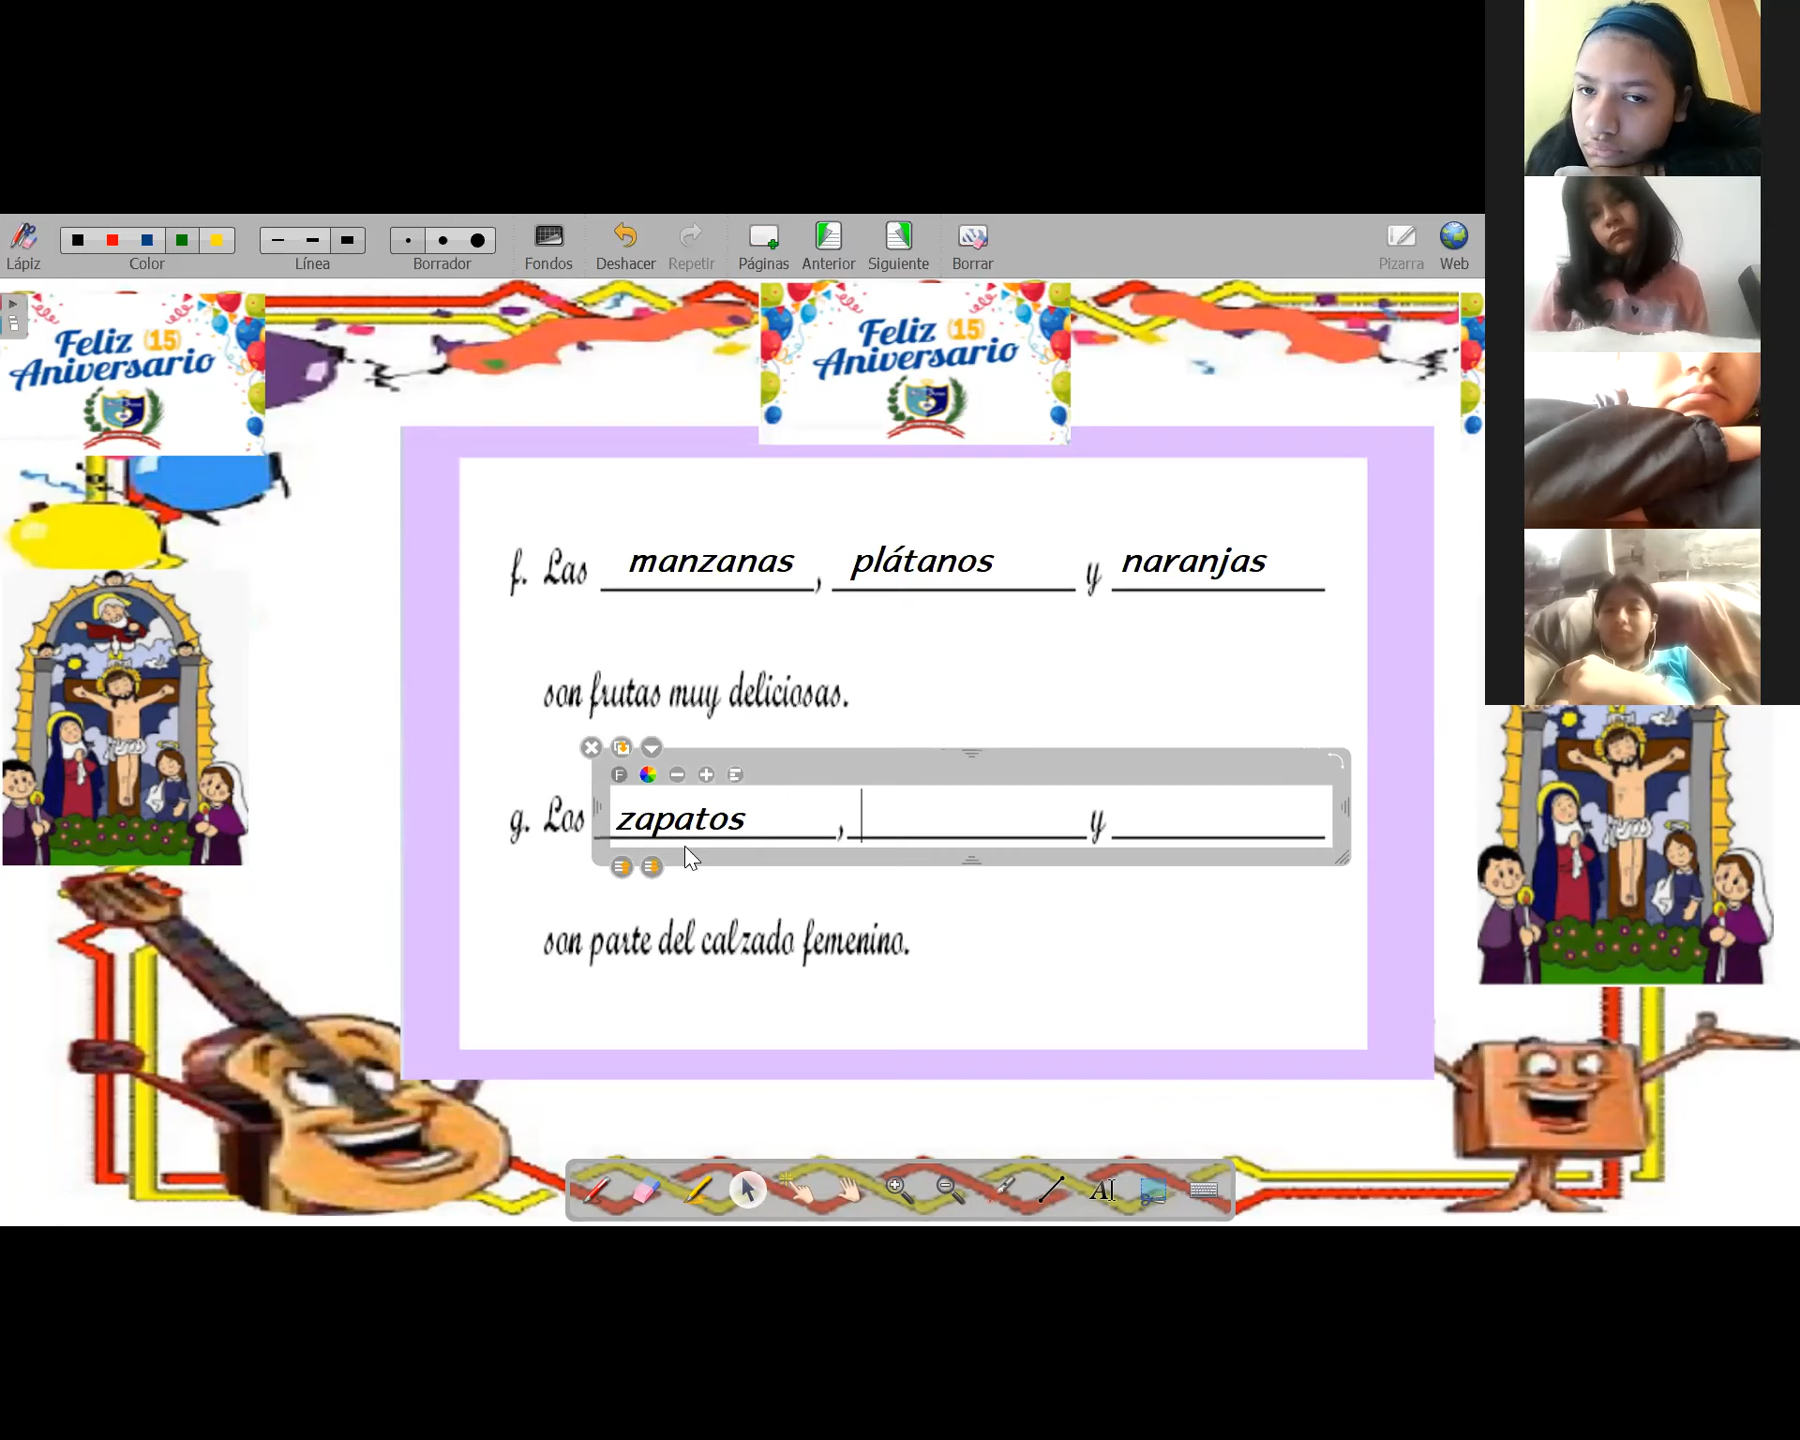 Lápiz Color Línea Borrador Fondos Deshacer Repetir Páginas Anterior Siguiente Borrar Pizarra Web
Feliz 15
Aniversario
Feliz 15
Aniversario
f. Las manzanas, plátanos y naranjas
son frutas muy deliciosas.
F
g. Los zapatos, y
son parte del calzado femenino.
AI